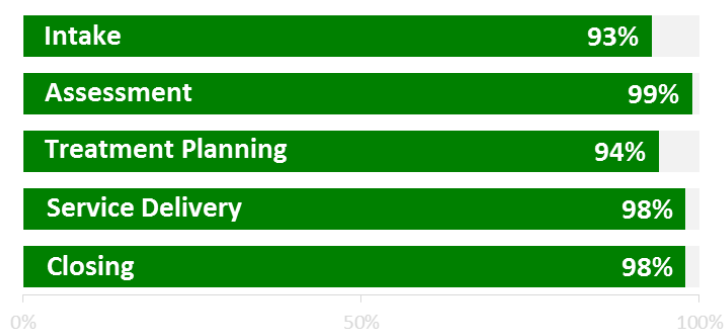 Intake 93%
Assessment 99%
Treatment Planning 94%
Service Delivery 98%
Closing 98%
0% 50% 100%